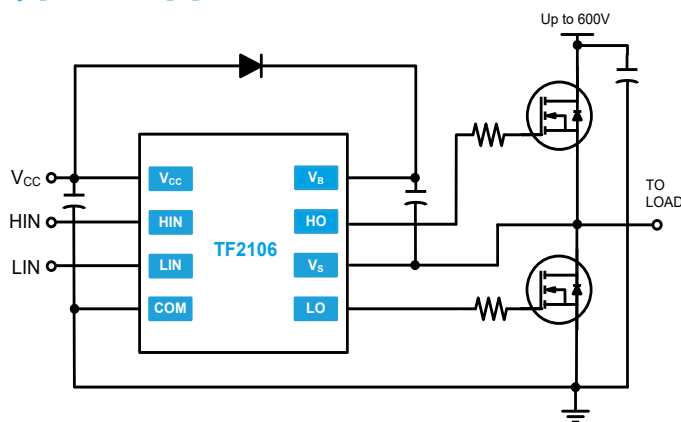 Up to 600V
VCC
HIN
LIN
VCC
HIN
LIN
COM
TF2106
VB
HO
VS
LO
TO
LOAD